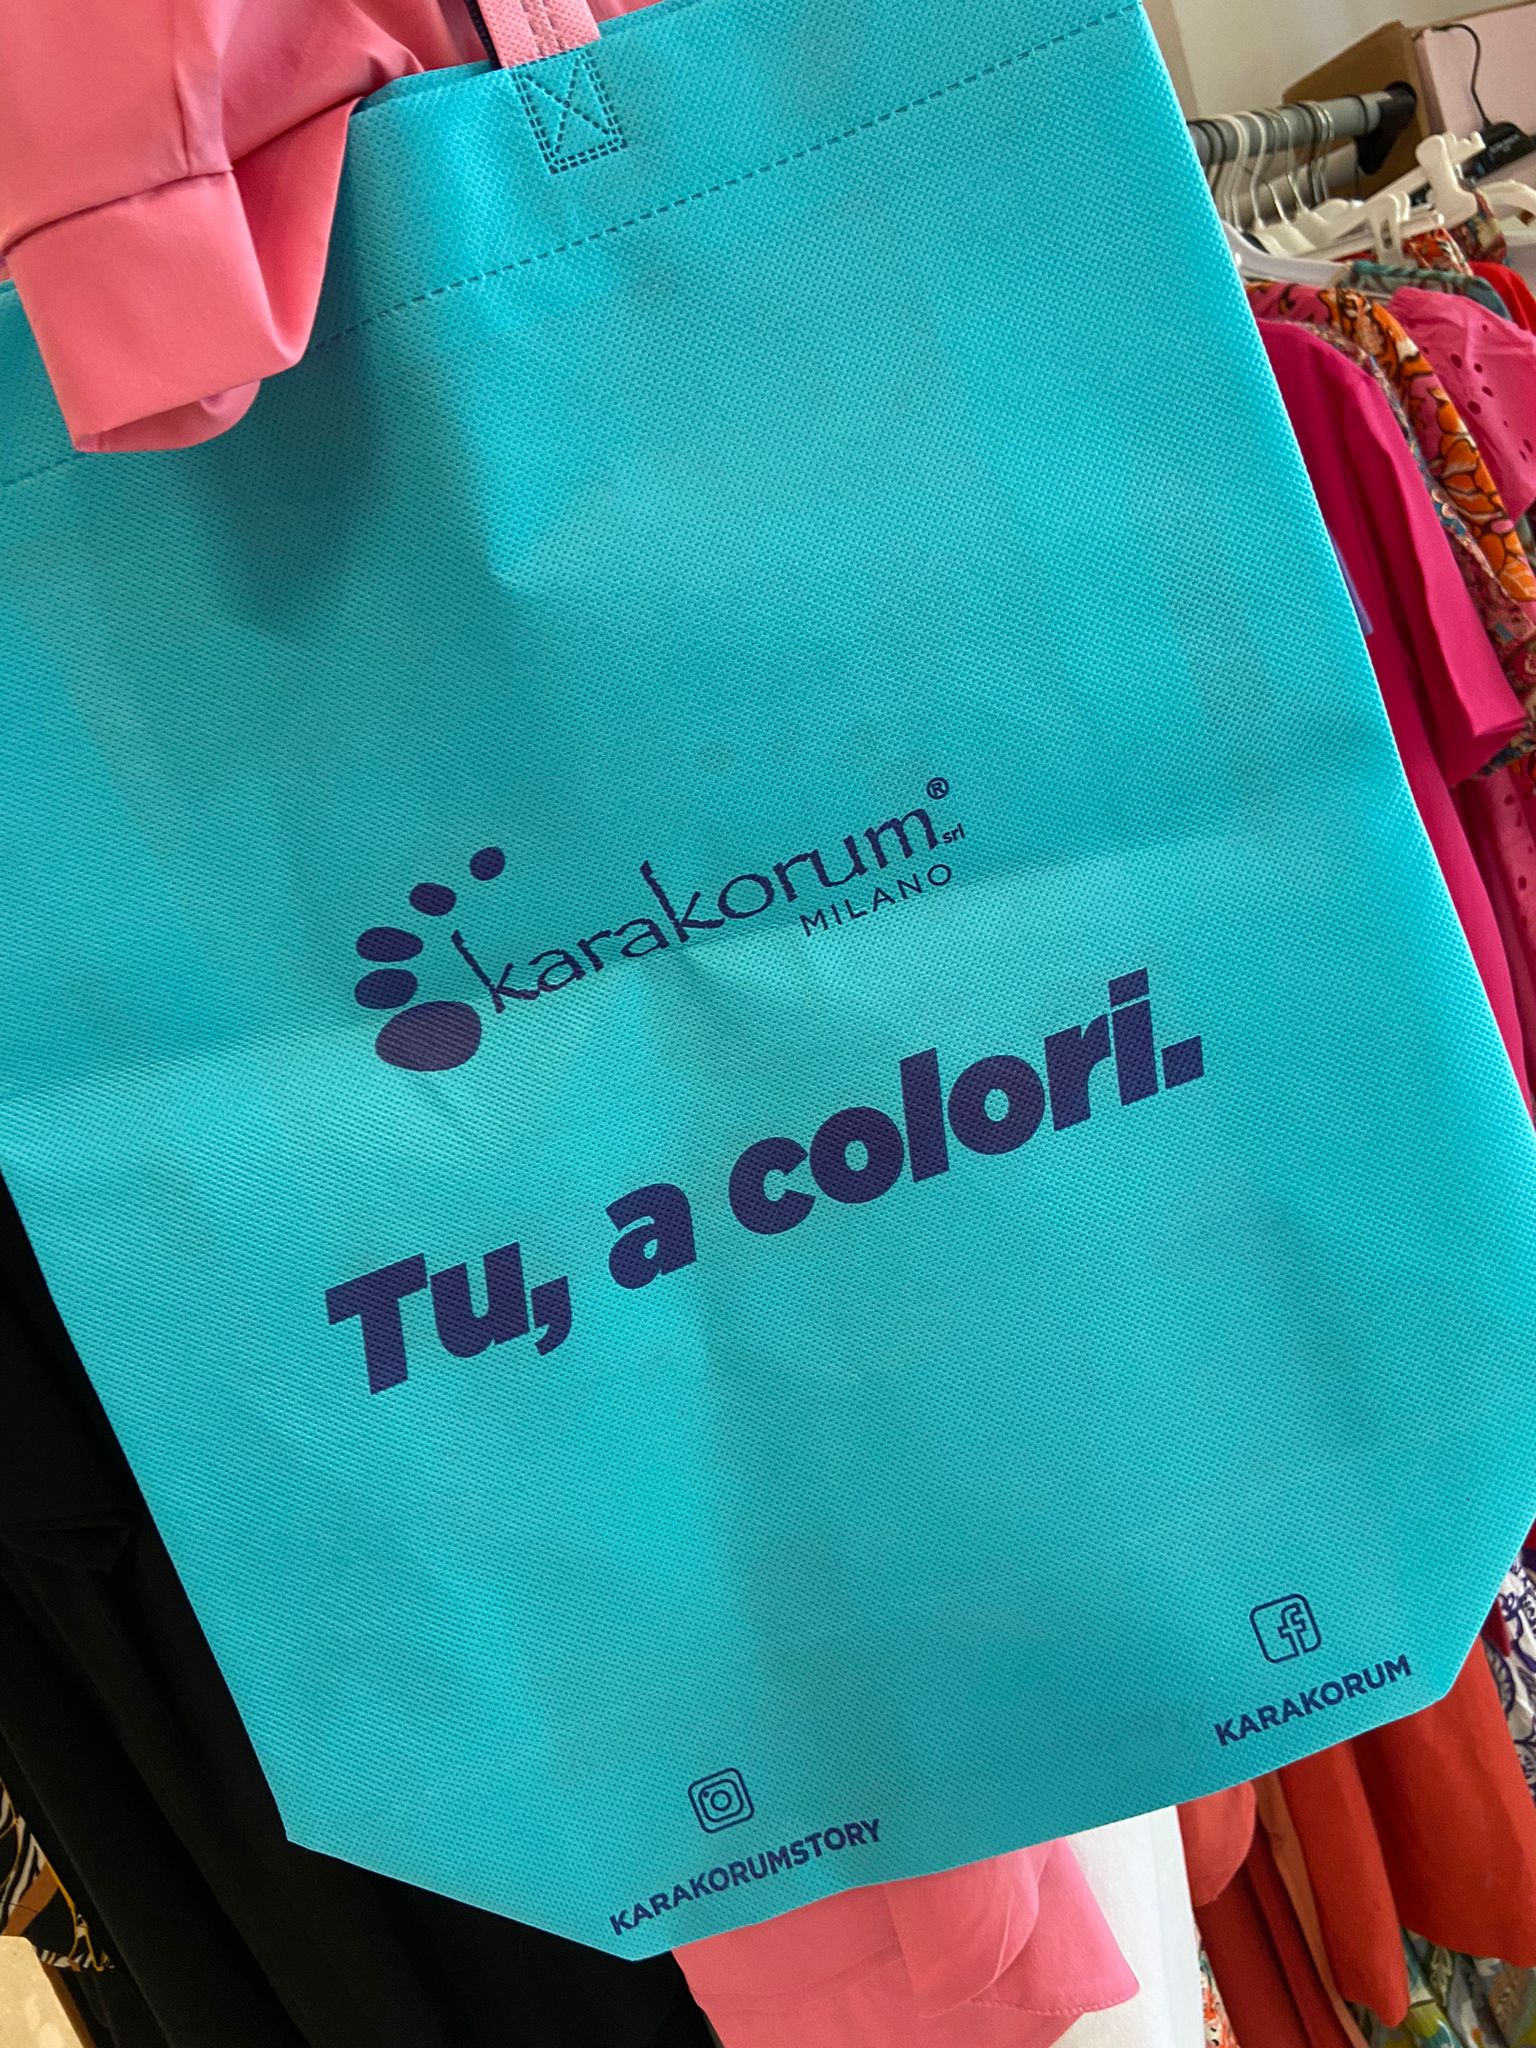 karakorum® srl
MILANO
Tu, a colori.
KARAKORUMSTORY
KARAKORUM